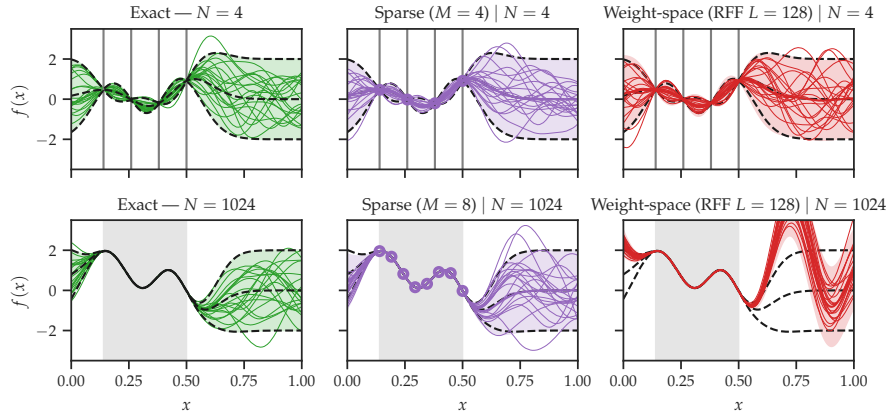 Exact — N = 4
Sparse (M = 4) | N = 4
Weight-space (RFF L = 128) | N = 4
f(x)
2
0
−2
Exact — N = 1024
Sparse (M = 8) | N = 1024
Weight-space (RFF L = 128) | N = 1024
f(x)
2
0
−2
0.00 0.25 0.50 0.75 1.00
0.00 0.25 0.50 0.75 1.00
0.00 0.25 0.50 0.75 1.00
x
x
x